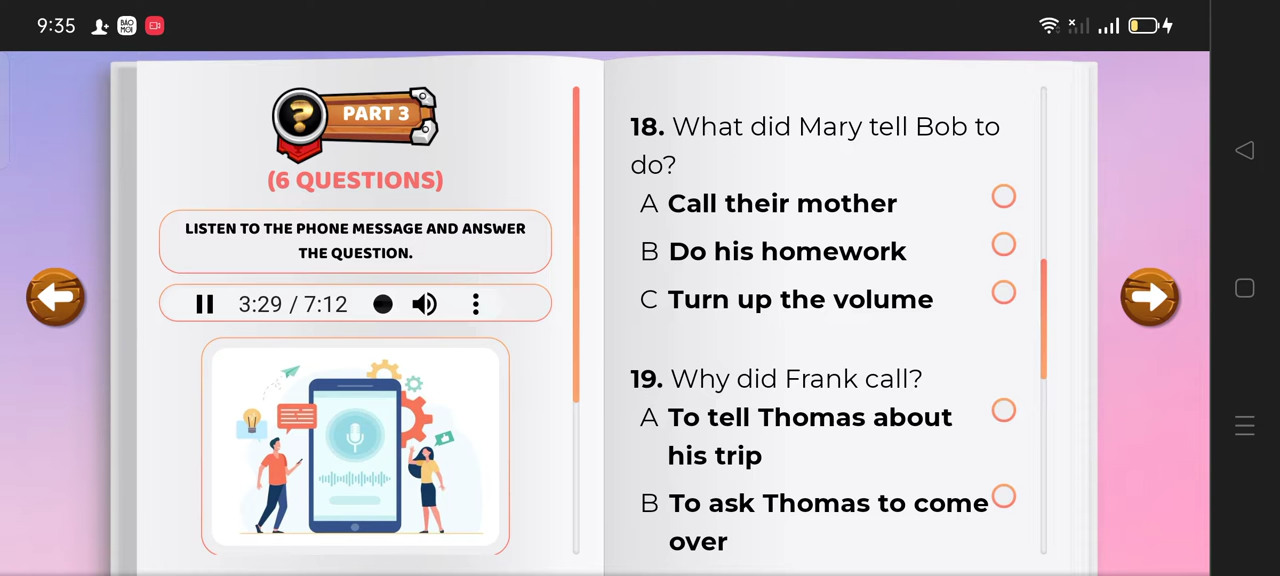 9:35
BÁO
MỚI
PART 3
(6 QUESTIONS)
LISTEN TO THE PHONE MESSAGE AND ANSWER
THE QUESTION.
3:29 / 7:12
18. What did Mary tell Bob to
do?
A Call their mother
B Do his homework
C Turn up the volume
19. Why did Frank call?
A To tell Thomas about
his trip
B To ask Thomas to come
over